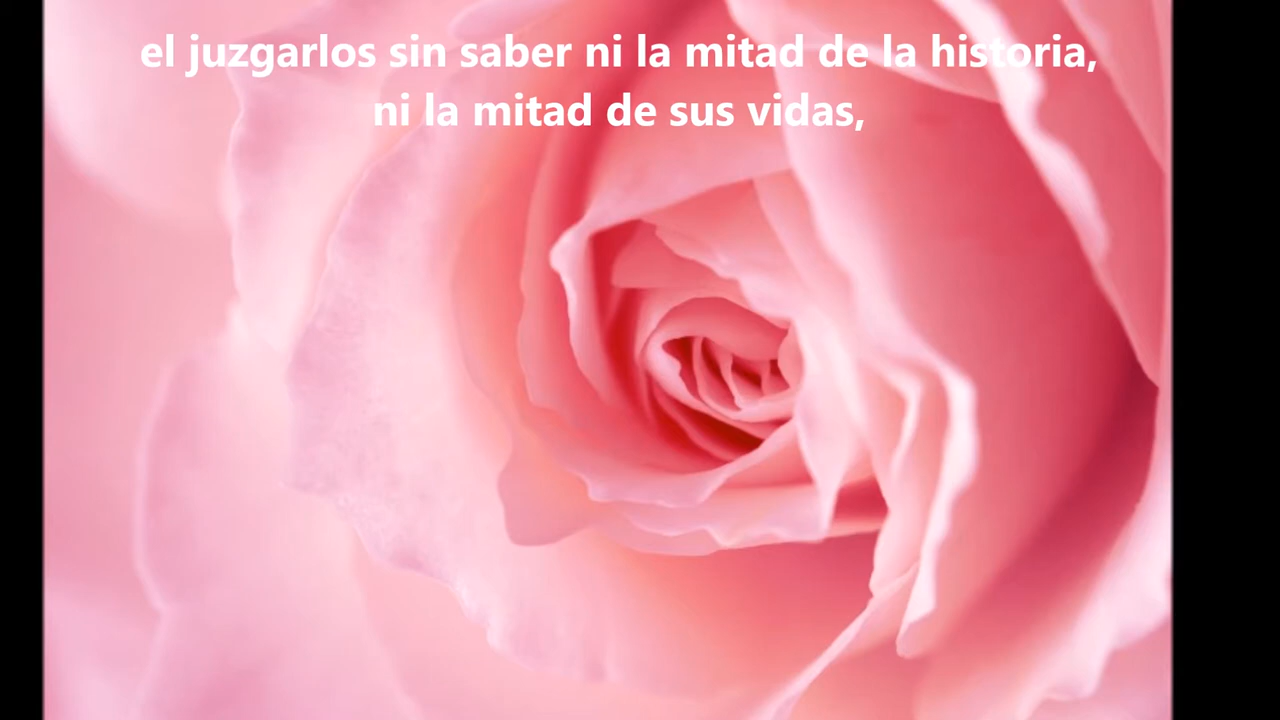 el juzgarlos sin saber ni la mitad de la historia,
ni la mitad de sus vidas,